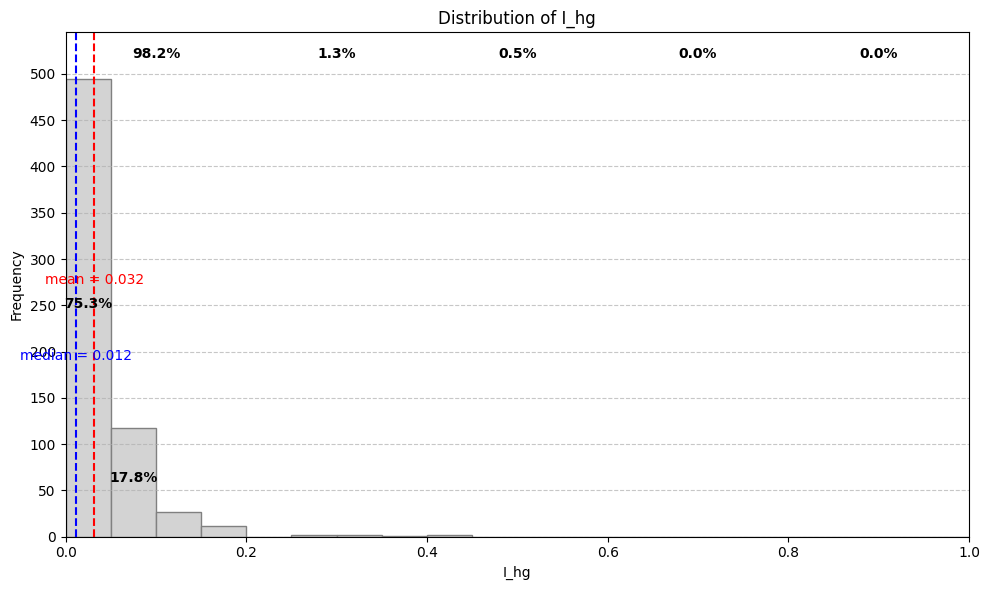 Distribution of I_hg
98.2% 1.3% 0.5% 0.0% 0.0%
500
450
400
350
300
mean = 0.032
75.3%
250
Frequency
200
median = 0.012
150
100
17.8%
50
0
0.0 0.2 0.4 0.6 0.8 1.0
I_hg